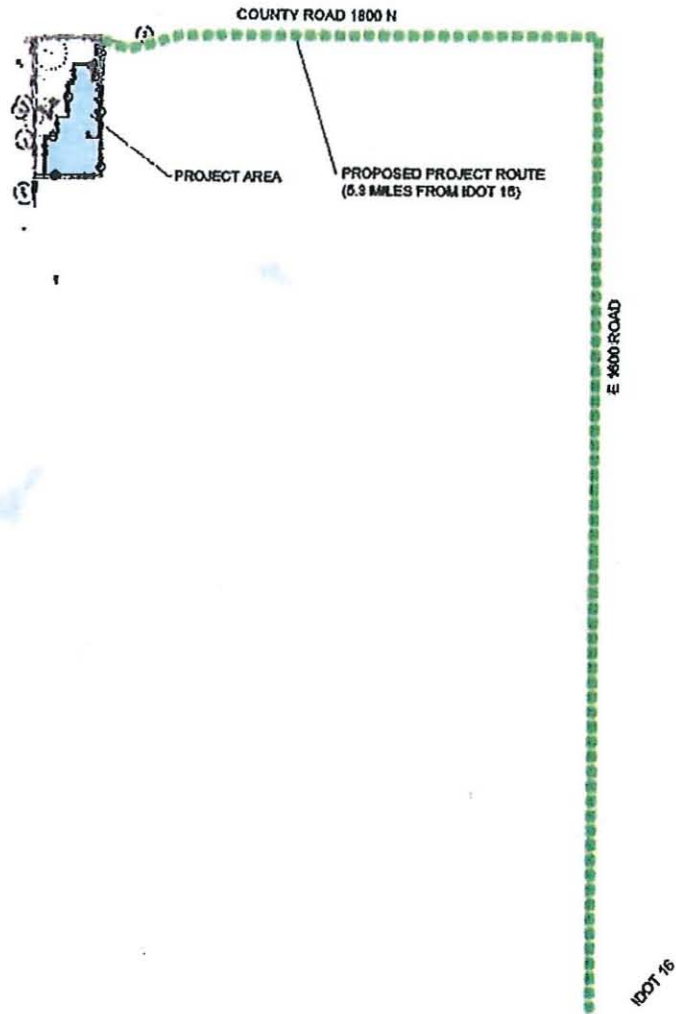 COUNTY ROAD 1800 N
PROJECT AREA
PROPOSED PROJECT ROUTE
(5.3 MILES FROM IDOT 16)
E 1600 ROAD
IDOT 16